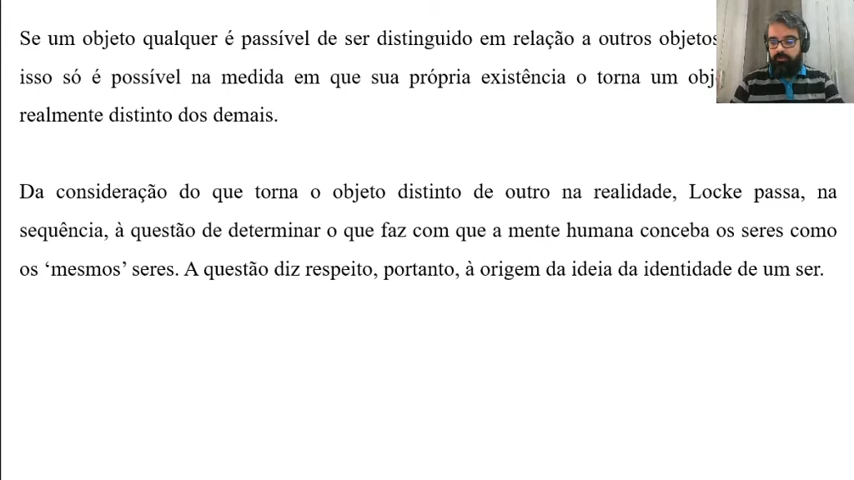 Se um objeto qualquer é passível de ser distinguido em relação a outros objetos
isso só é possível na medida em que sua própria existência o torna um
realmente distinto dos demais.
Da consideração do que torna o objeto distinto de outro na realidade, Locke passa, na
sequência, à questão de determinar o que faz com que a mente humana conceba os seres como
os ‘mesmos’ seres. A questão diz respeito, portanto, à origem da ideia da identidade de um ser.